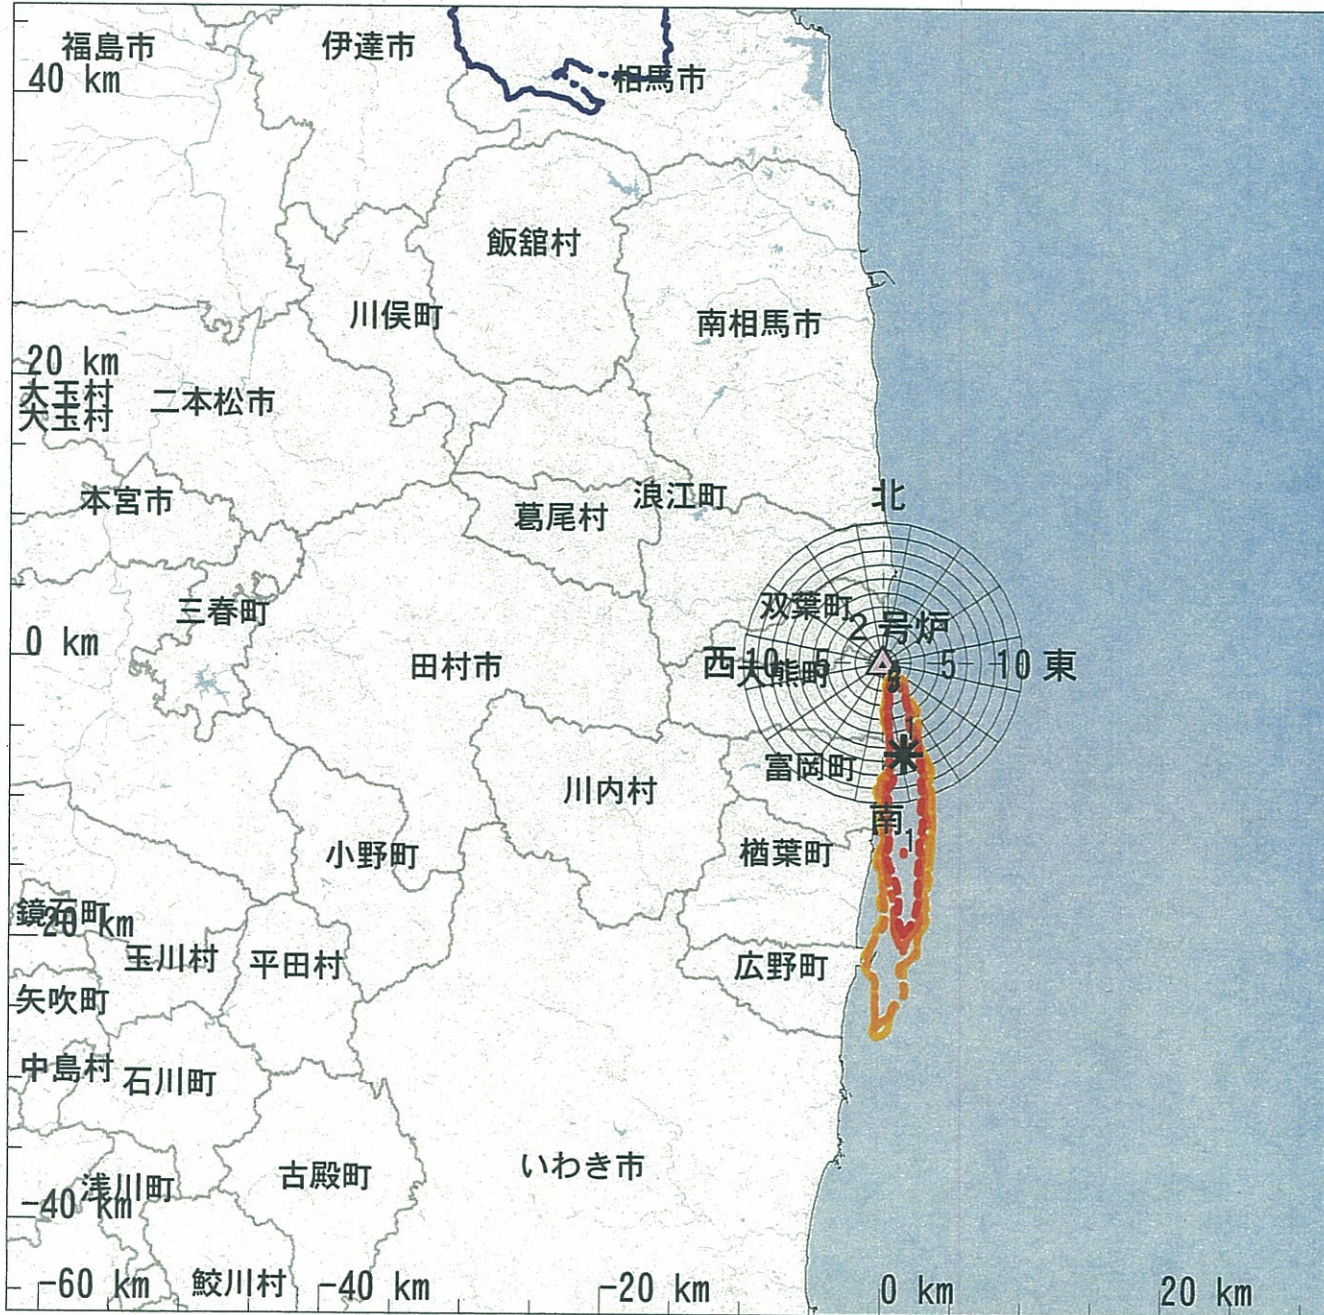 福島市
伊達市
40 km
相馬市
飯舘村
川俣町
南相馬市
20 km
大玉村
大玉村
二本松市
本宮市
葛尾村
浪江町
北
三春町
双葉町
2号炉
0 km
田村市
西
10
5
大熊町
5
10
東
1
川内村
富岡町
南
1
小野町
楢葉町
鏡石町
-20 km
玉川村
平田村
広野町
矢吹町
中島村
石川町
古殿町
いわき市
浅川町
-40 km
-60 km
鮫川村
-40 km
-20 km
0 km
20 km